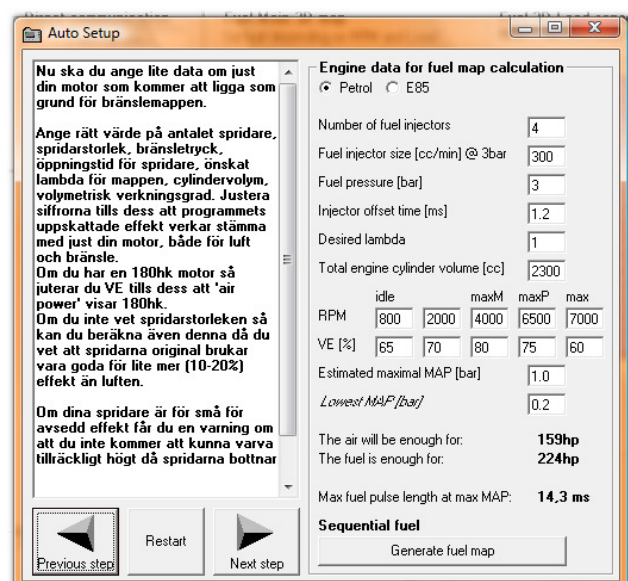 Auto Setup
Nu ska du ange lite data om just
din motor som kommer att ligga som
grund för bränslemappen.
Ange rätt värde på antalet spridare,
spridarstorlek, bränsletryck,
öppningstid för spridare, önskat
lambda för mappen, cylindervolym,
volymetrisk verkningsgrad. Justera
siffrorna tills dess att programmets
uppskattade effekt verkar stämma
med just din motor, både för luft
och bränsle.
Om du har en 180hk motor så
juterar du VE tills dess att 'air
power' visar 180hk.
Om du inte vet spridarstorleken så
kan du beräkna även denna då du
vet att spridarna original brukar
vara goda för lite mer (10-20%)
effekt än luften.
Om dina spridare är för små för
avsedd effekt får du en varning om
att du inte kommer att kunna varva
tillräckligt högt då spridarna bottnar
Previous step
Restart
Next step
Engine data for fuel map calculation
Petrol E85
Number of fuel injectors 4
Fuel injector size [cc/min] @ 3bar 300
Fuel pressure [bar] 3
Injector offset time [ms] 1.2
Desired lambda 1
Total engine cylinder volume [cc] 2300
idle maxM maxP max
RPM 800 2000 4000 6500 7000
VE [%] 65 70 80 75 60
Estimated maximal MAP [bar] 1.0
Lowest MAP [bar] 0.2
The air will be enough for: 159hp
The fuel is enough for: 224hp
Max fuel pulse length at max MAP: 14,3 ms
Sequential fuel
Generate fuel map